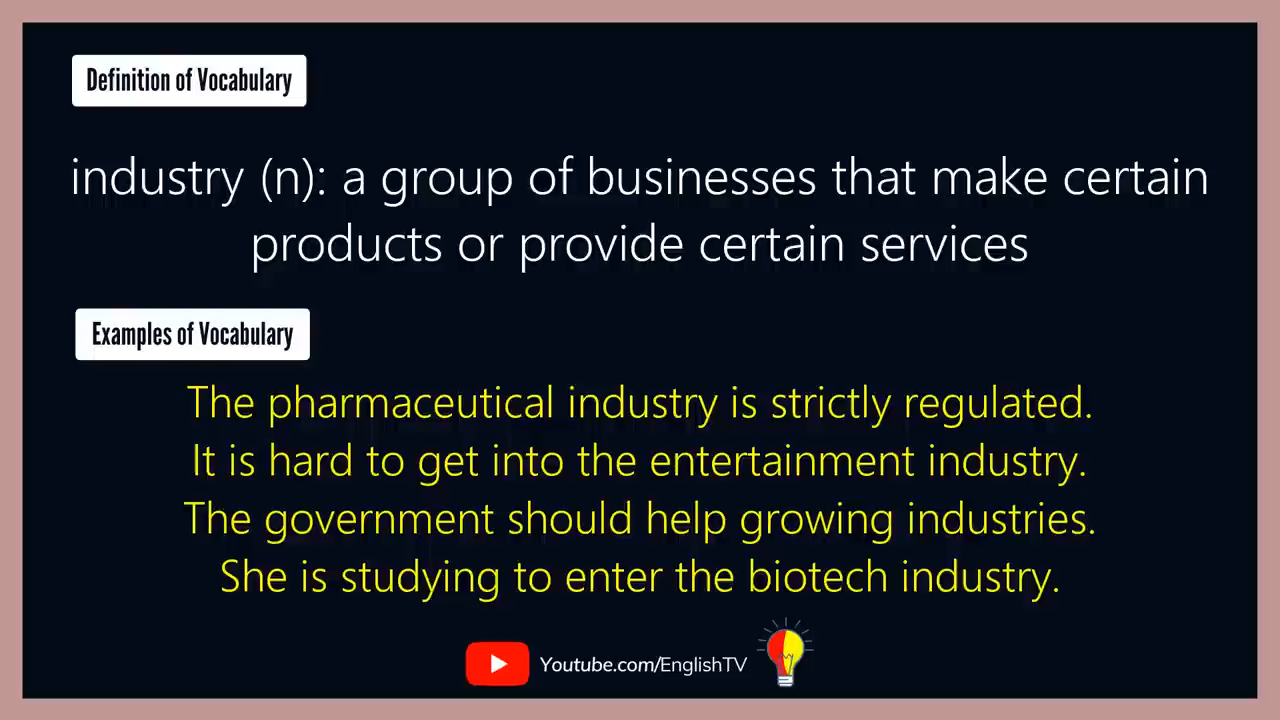 Definition of Vocabulary
industry (n): a group of businesses that make certain
products or provide certain services
Examples of Vocabulary
The pharmaceutical industry is strictly regulated.
It is hard to get into the entertainment industry.
The government should help growing industries.
She is studying to enter the biotech industry.
Youtube.com/EnglishTV